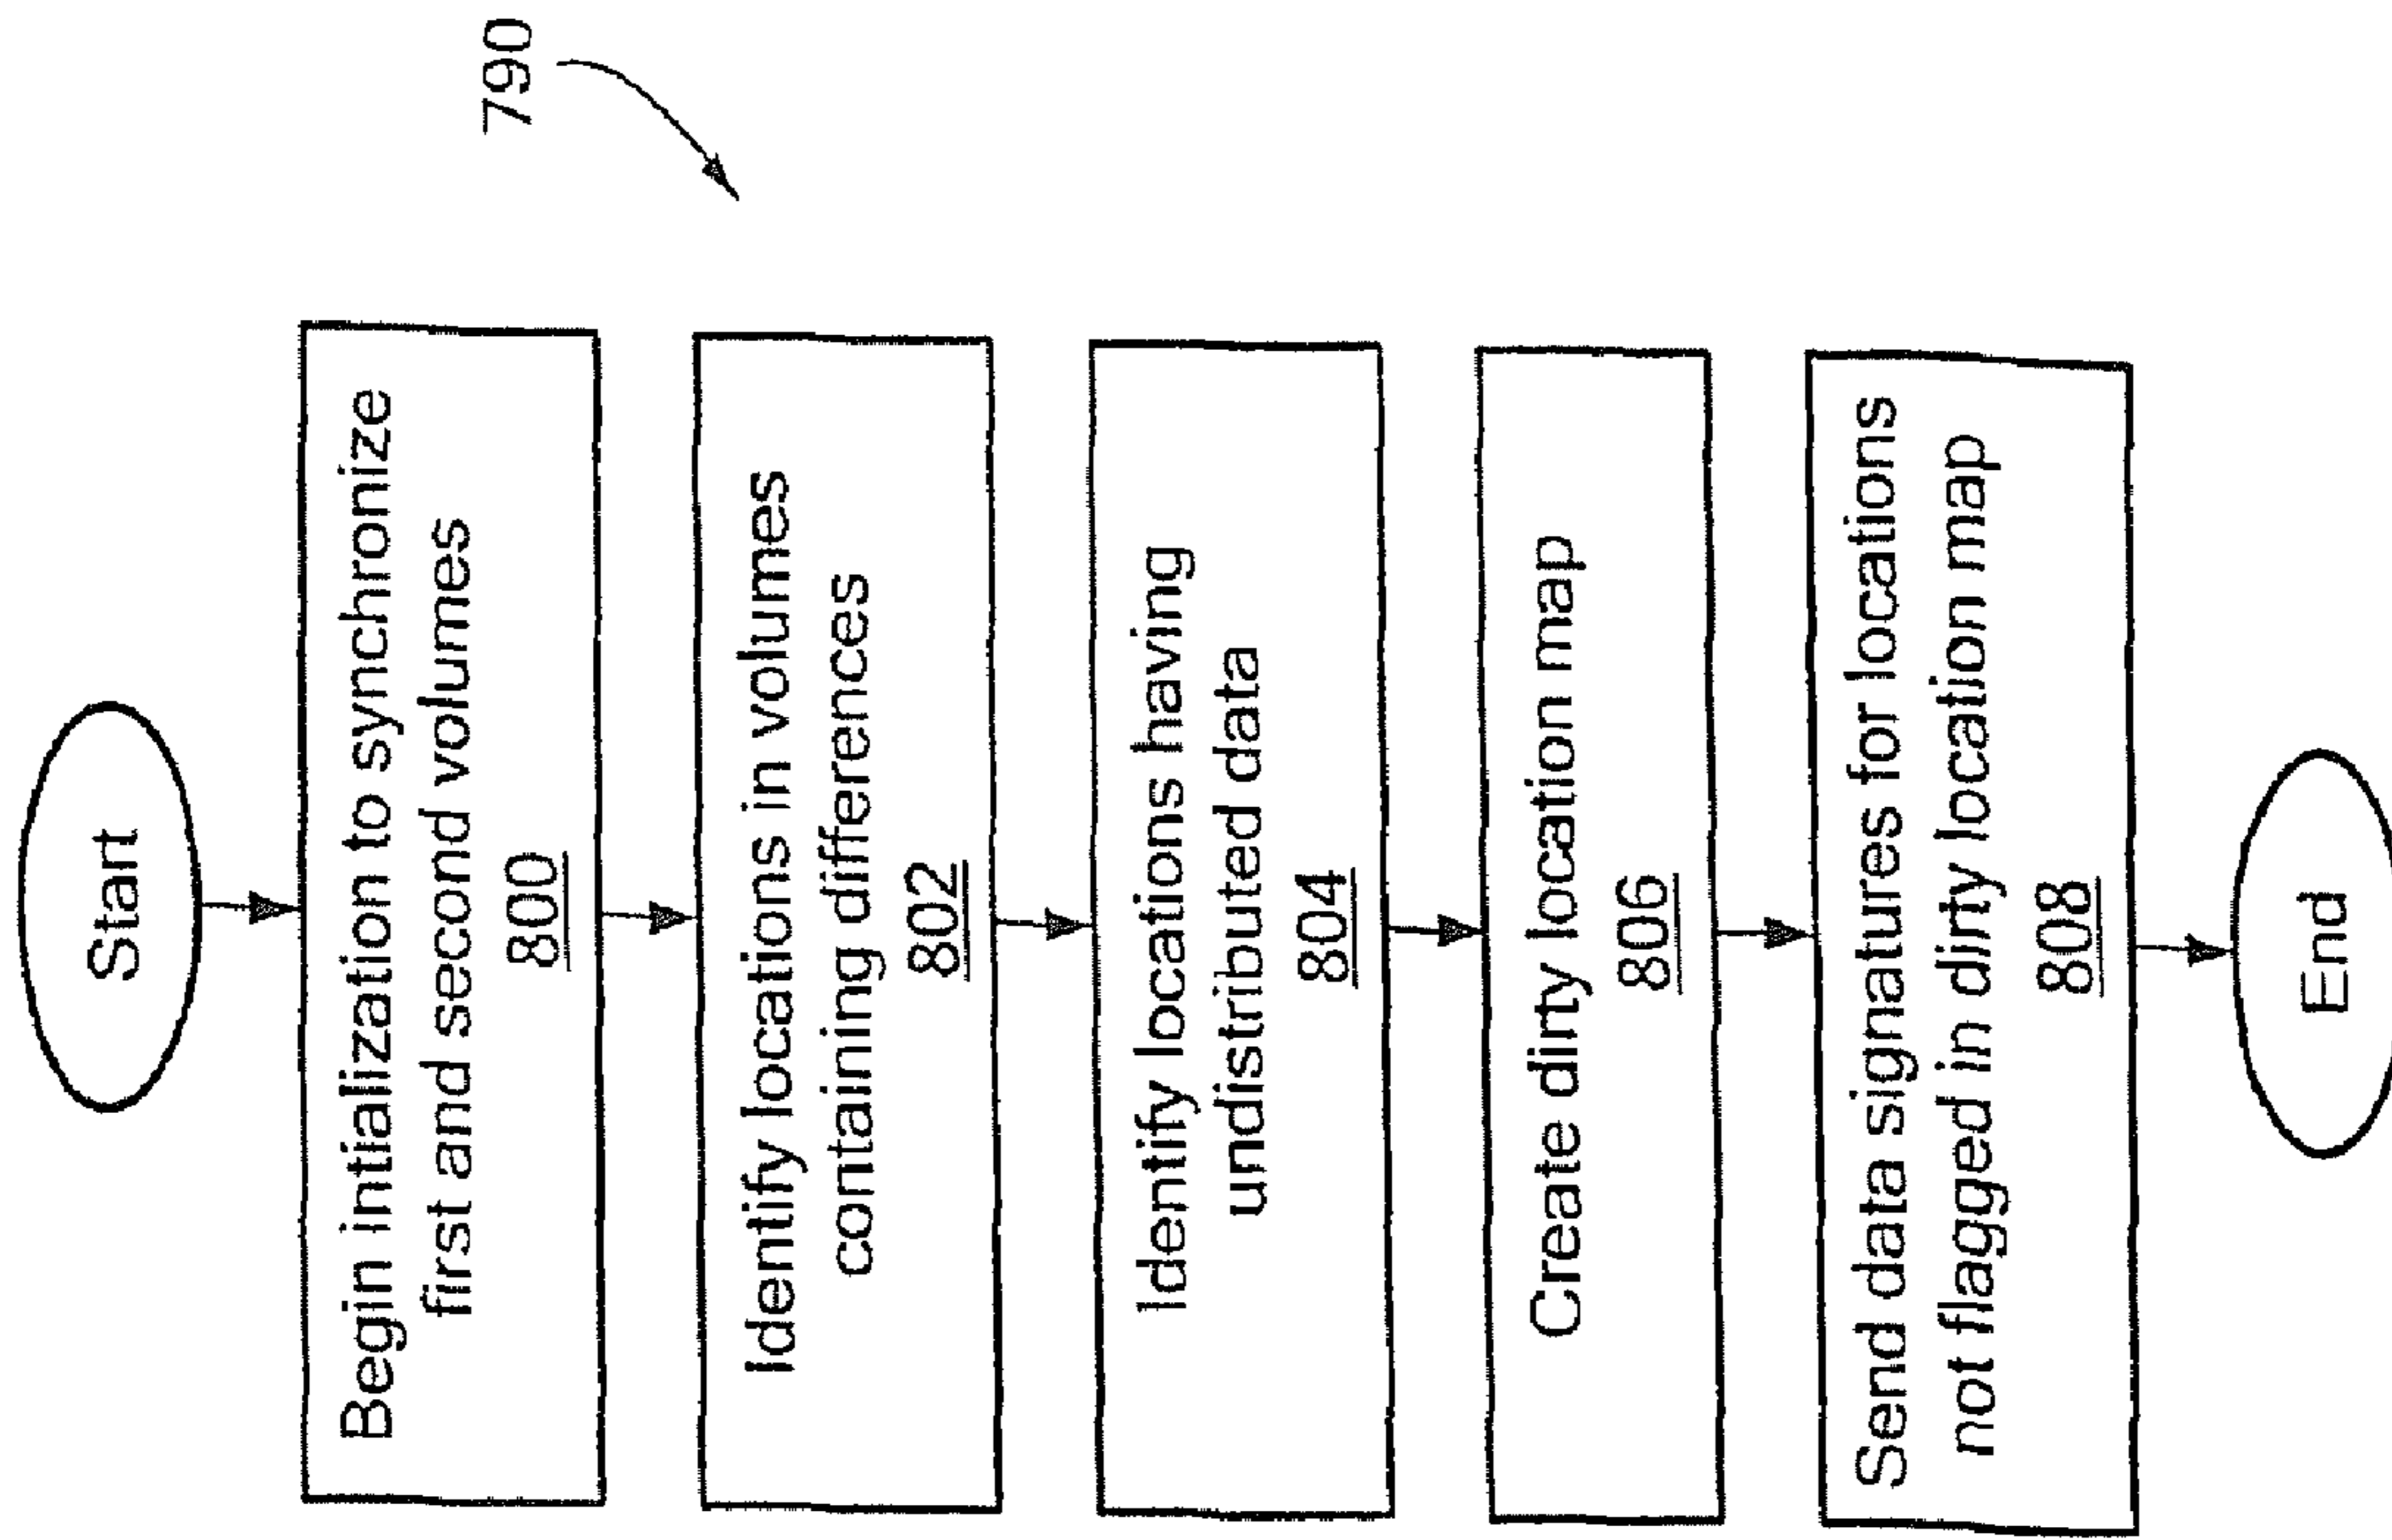 790
Start
Begin intiallization to synchronize
first and second volumes
800
Identify locations in volumes
containing differences
802
Identify locations having
undistributed data
804
Create dirty location map
806
Send data signatures for locations
not flagged in dirty location map
808
End